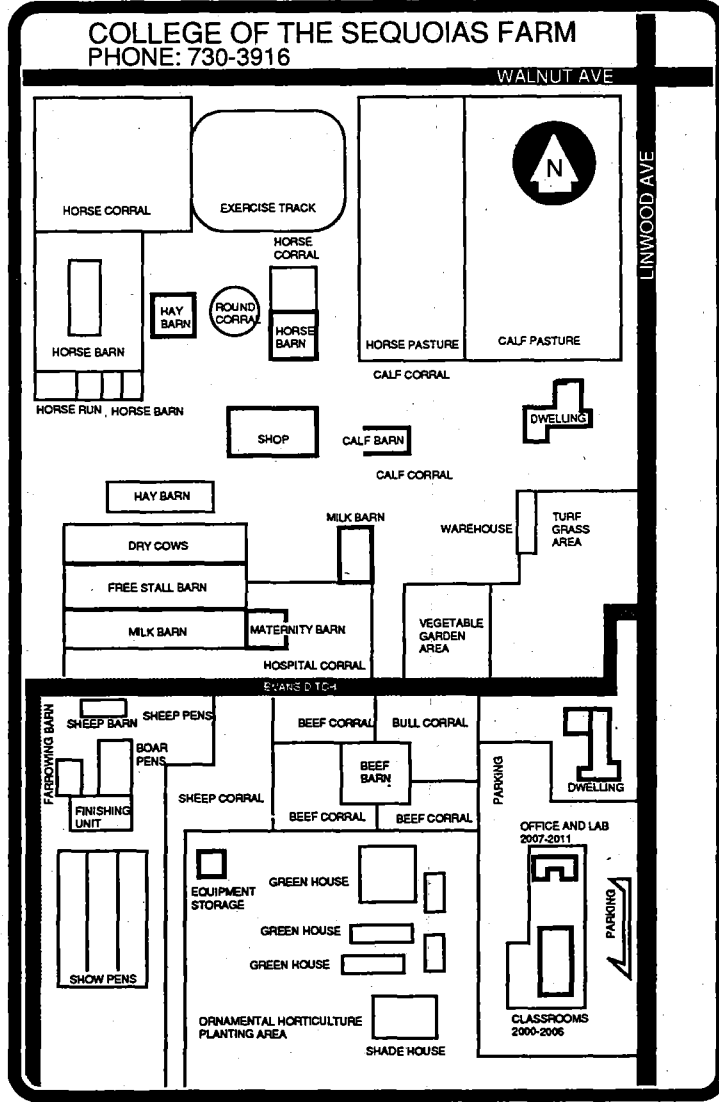 COLLEGE OF THE SEQUOIAS FARM
PHONE: 730-3916
WALNUT AVE
LINWOOD AVE
N
HORSE CORRAL
EXERCISE TRACK
HORSE
CORRAL
HAY
BARN
ROUND
CORRAL
HORSE
BARN
HORSE BARN
HORSE PASTURE
CALF PASTURE
CALF CORRAL
HORSE RUN, HORSE BARN
SHOP
CALF BARN
DWELLING
CALF CORRAL
HAY BARN
MILK BARN
WAREHOUSE
TURF
GRASS
AREA
DRY COWS
FREE STALL BARN
MILK BARN
MATERNITY BARN
VEGETABLE
GARDEN
AREA
HOSPITAL CORRAL
EVANS DITCH
FARROWING BARN
SHEEP BARN
SHEEP PENS
BEEF CORRAL
BULL CORRAL
BOAR
PENS
BEEF
BARN
PARKING
DWELLING
SHEEP CORRAL
FINISHING
UNIT
BEEF CORRAL
BEEF CORRAL
OFFICE AND LAB
2007-2011
EQUIPMENT
STORAGE
GREEN HOUSE
GREEN HOUSE
GREEN HOUSE
PARKING
SHOW PENS
ORNAMENTAL HORTICULTURE
PLANTING AREA
SHADE HOUSE
CLASSROOMS
2000-2006